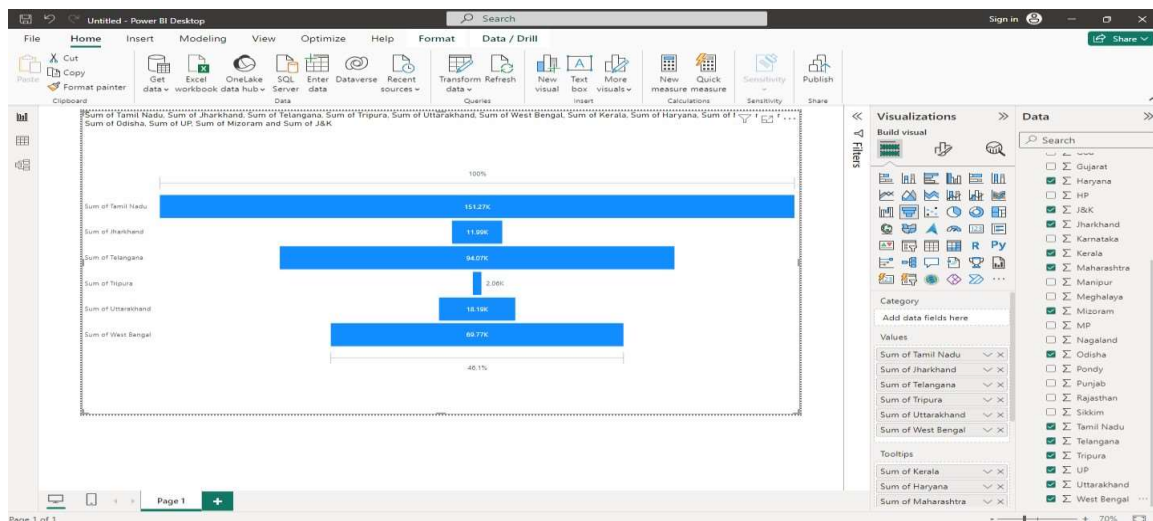 Untitled - Power BI Desktop
Search
Sign in
File Home Insert Modeling View Optimize Help Format Data / Drill
Share
Paste
Cut
Copy
Format painter
Get data
Excel workbook
OneLake data hub
SQL Server
Enter data
Dataverse
Recent sources
Transform data
Refresh
New visual
Text box
More visuals
New measure
Quick measure
Sensitivity
Publish
Clipboard
Data
Queries
Insert
Calculations
Sensitivity
Share
Sum of Tamil Nadu, Sum of Jharkhand, Sum of Telangana, Sum of Tripura, Sum of Uttarakhand, Sum of West Bengal, Sum of Kerala, Sum of Haryana, Sum of
Sum of Odisha, Sum of UP, Sum of Mizoram and Sum of J&K
100%
Sum of Tamil Nadu 151.27K
Sum of Jharkhand 11.99K
Sum of Telangana 94.07K
Sum of Tripura 2.06K
Sum of Uttarakhand 18.19K
Sum of West Bengal 69.77K
46.1%
Filters
Visualizations
Build visual
R Py
Category
Add data fields here
Values
Sum of Tamil Nadu
Sum of Jharkhand
Sum of Telangana
Sum of Tripura
Sum of Uttarakhand
Sum of West Bengal
Tooltips
Sum of Kerala
Sum of Haryana
Sum of Maharashtra
Data
Search
Gujarat
Haryana
HP
J&K
Jharkhand
Karnataka
Kerala
Maharashtra
Manipur
Meghalaya
Mizoram
MP
Nagaland
Odisha
Pondy
Punjab
Rajasthan
Sikkim
Tamil Nadu
Telangana
Tripura
UP
Uttarakhand
West Bengal
Page 1
Page 1 of 1
70%